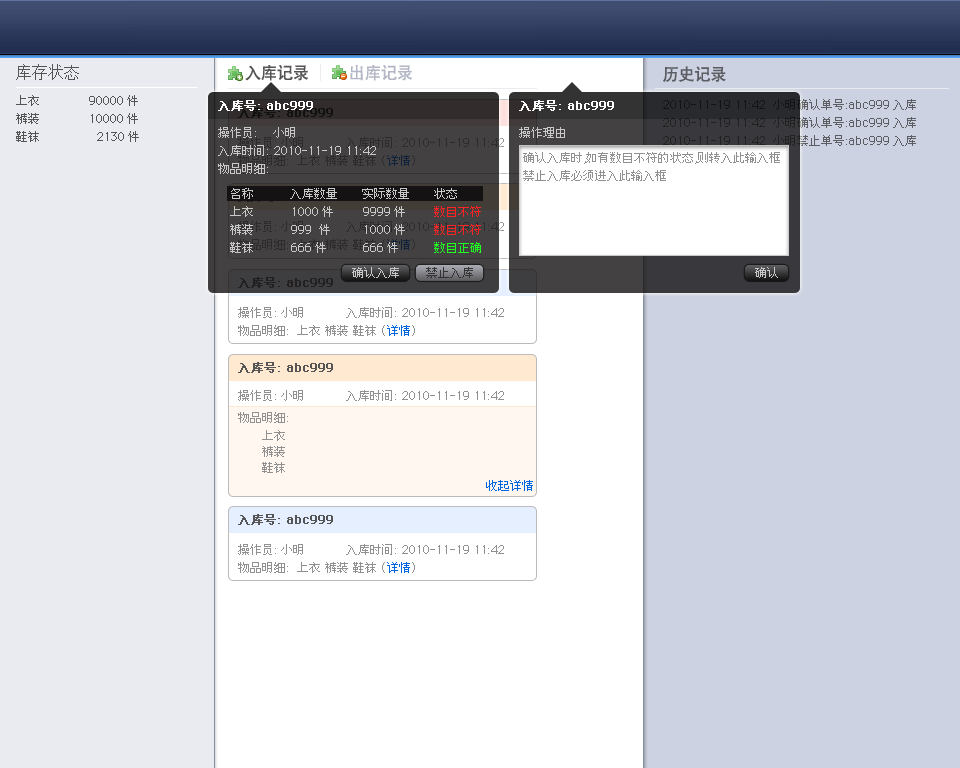 库存状态
上衣 90000 件
裤装 10000 件
鞋袜 2130 件
入库记录 出库记录
入库号: abc999
操作员: 小明
入库时间: 2010-11-19 11:42
物品明细:
名称 入库数量 实际数量 状态
上衣 1000 件 9999 件 数目不符
裤装 999 件 1000 件 数目不符
鞋袜 666 件 666 件 数目正确
确认入库 禁止入库
入库号: abc999
操作理由
确认入库时,如有数目不符的状态,则转入此输入框
禁止入库必须进入此输入框
确认
入库号: abc999
操作员: 小明 入库时间: 2010-11-19 11:42
物品明细: 上衣 裤装 鞋袜 (详情)
入库号: abc999
操作员: 小明 入库时间: 2010-11-19 11:42
物品明细:
上衣
裤装
鞋袜
收起详情
入库号: abc999
操作员: 小明 入库时间: 2010-11-19 11:42
物品明细: 上衣 裤装 鞋袜 (详情)
历史记录
2010-11-19 11:42 小明确认单号:abc999 入库
2010-11-19 11:42 小明确认单号:abc999 入库
2010-11-19 11:42 小明禁止单号:abc999 入库